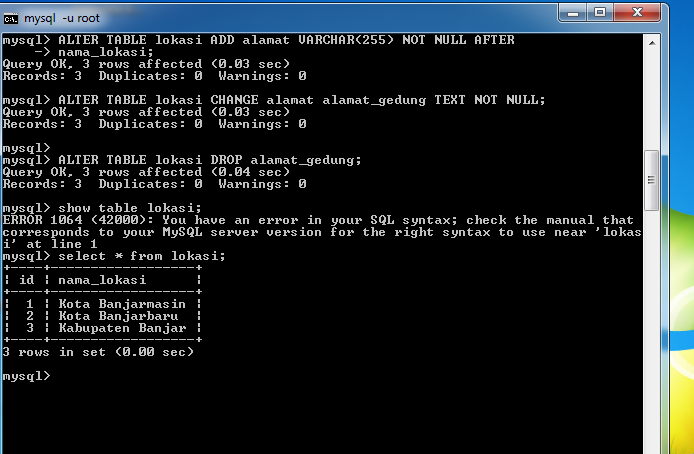 mysql -u root
mysql> ALTER TABLE lokasi ADD alamat VARCHAR(255) NOT NULL AFTER
    -> nama_lokasi;
Query OK, 3 rows affected (0.03 sec)
Records: 3  Duplicates: 0  Warnings: 0
mysql> ALTER TABLE lokasi CHANGE alamat alamat_gedung TEXT NOT NULL;
Query OK, 3 rows affected (0.03 sec)
Records: 3  Duplicates: 0  Warnings: 0
mysql>
mysql> ALTER TABLE lokasi DROP alamat_gedung;
Query OK, 3 rows affected (0.04 sec)
Records: 3  Duplicates: 0  Warnings: 0
mysql> show table lokasi;
ERROR 1064 (42000): You have an error in your SQL syntax; check the manual that
corresponds to your MySQL server version for the right syntax to use near 'lokas
i' at line 1
mysql> select * from lokasi;
+----+------------------+
| id | nama_lokasi      |
+----+------------------+
|  1 | Kota Banjarmasin |
|  2 | Kota Banjarbaru  |
|  3 | Kabupaten Banjar |
+----+------------------+
3 rows in set (0.00 sec)
mysql>